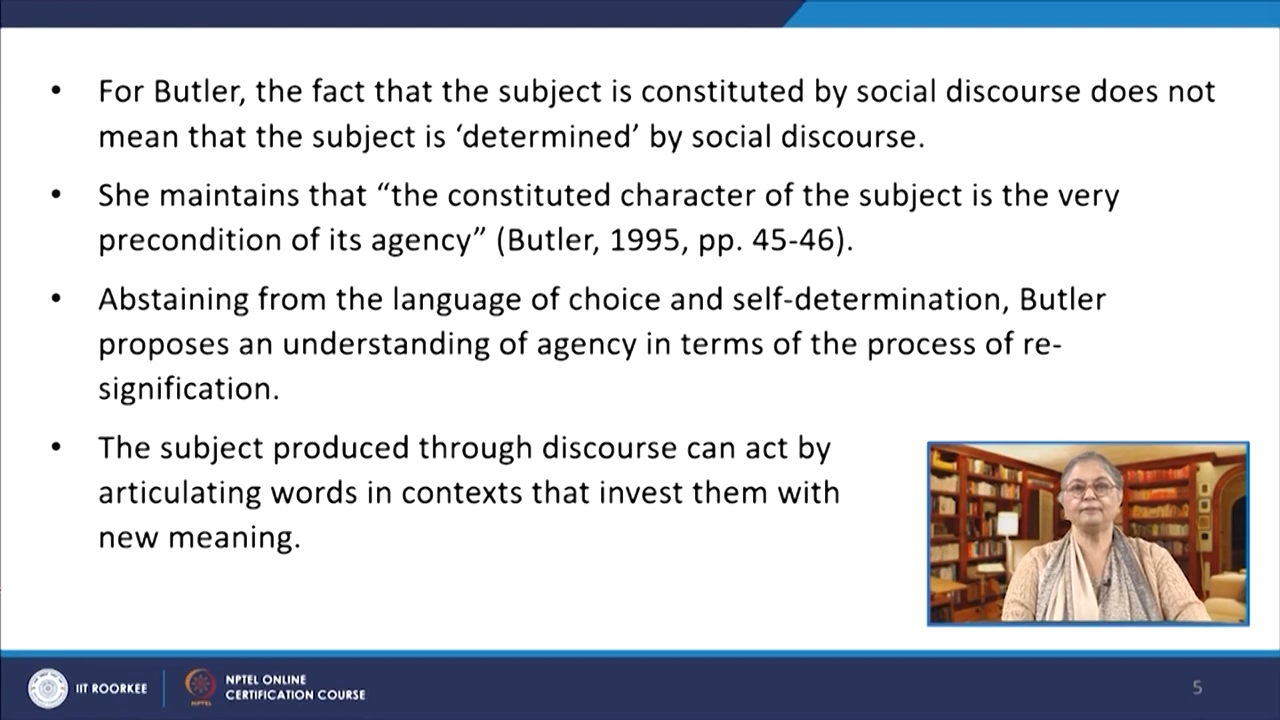 • For Butler, the fact that the subject is constituted by social discourse does not
mean that the subject is ‘determined’ by social discourse.
• She maintains that “the constituted character of the subject is the very
precondition of its agency” (Butler, 1995, pp. 45-46).
• Abstaining from the language of choice and self-determination, Butler
proposes an understanding of agency in terms of the process of re-
signification.
• The subject produced through discourse can act by
articulating words in contexts that invest them with
new meaning.
IIT ROORKEE
NPTEL
NPTEL ONLINE
CERTIFICATION COURSE
5